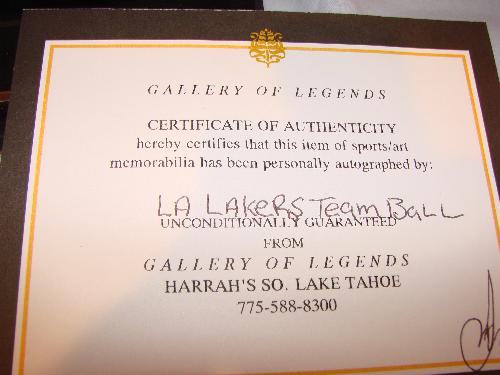 GALLERY OF LEGENDS
CERTIFICATE OF AUTHENTICITY
hereby certifies that this item of sports/art
memorabilia has been personally autographed by:
LA LAKERS Team BALL
UNCONDITIONALLY GUARANTEED
FROM
GALLERY OF LEGENDS
HARRAH'S SO. LAKE TAHOE
775-588-8300